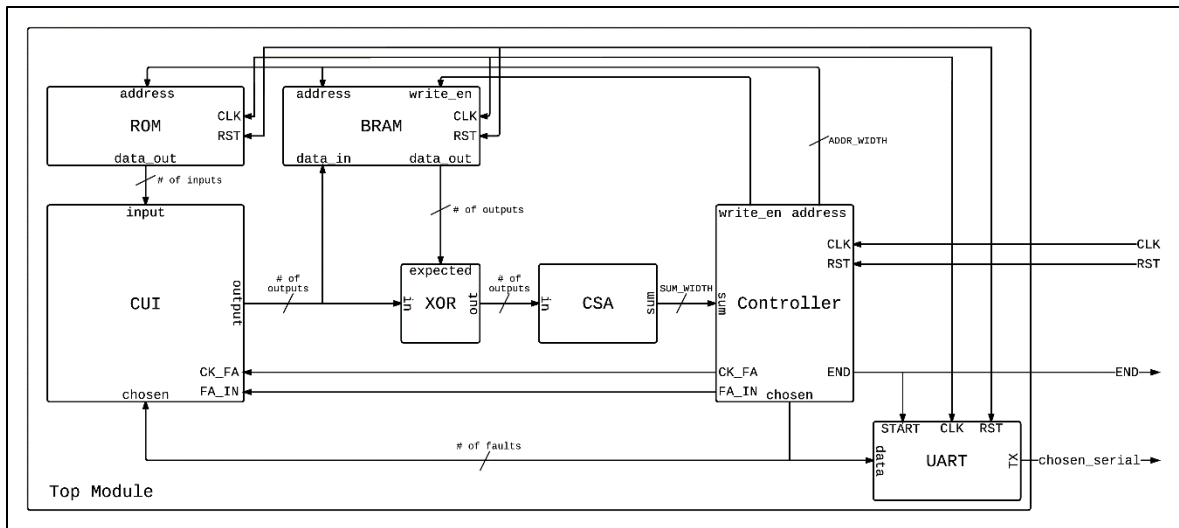 address
ROM
CLK
RST
data_out
# of inputs
address
write_en
BRAM
CLK
RST
data_in
data_out
# of outputs
ADDR_WIDTH
input
CUI
output
CK_FA
FA_IN
chosen
# of
outputs
expected
in
XOR
out
# of
outputs
in
CSA
sum
SUM_WIDTH
write_en address
CLK
RST
sum
Controller
CK_FA
FA_IN
END
chosen
CLK
RST
END
# of faults
START
CLK
RST
data
UART
TX
chosen_serial
Top Module